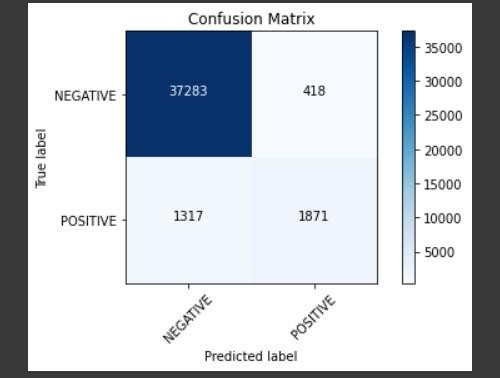 Confusion Matrix
NEGATIVE
37283
418
POSITIVE
1317
1871
True label
NEGATIVE
POSITIVE
Predicted label
35000
30000
25000
20000
15000
10000
5000